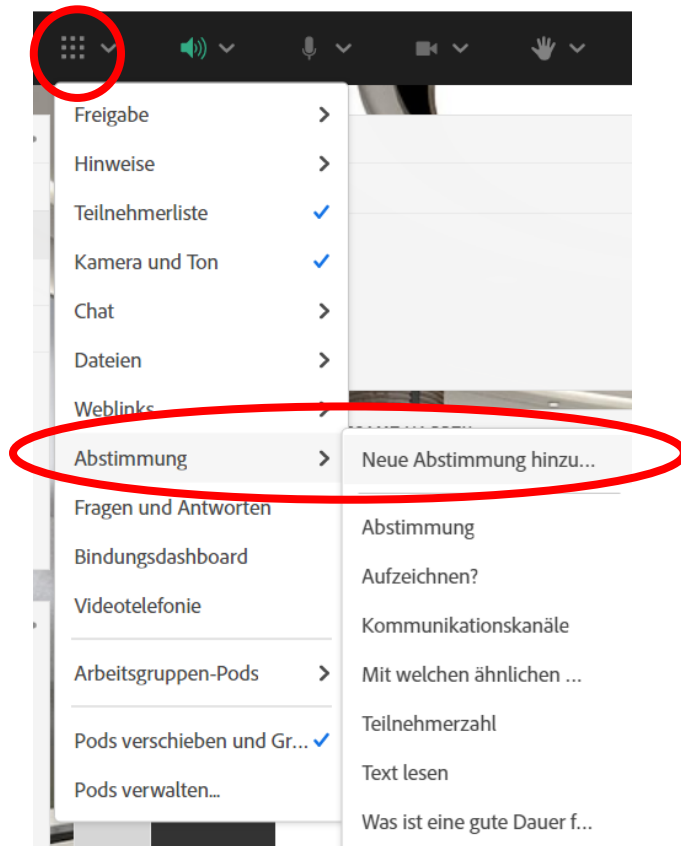 Freigabe
Hinweise
Teilnehmerliste
Kamera und Ton
Chat
Dateien
Weblinks
Abstimmung
Fragen und Antworten
Bindungsdashboard
Videotelefonie
Arbeitsgruppen-Pods
Pods verschieben und Gr...
Pods verwalten...
Neue Abstimmung hinzu...
Abstimmung
Aufzeichnen?
Kommunikationskanäle
Mit welchen ähnlichen ...
Teilnehmerzahl
Text lesen
Was ist eine gute Dauer f...